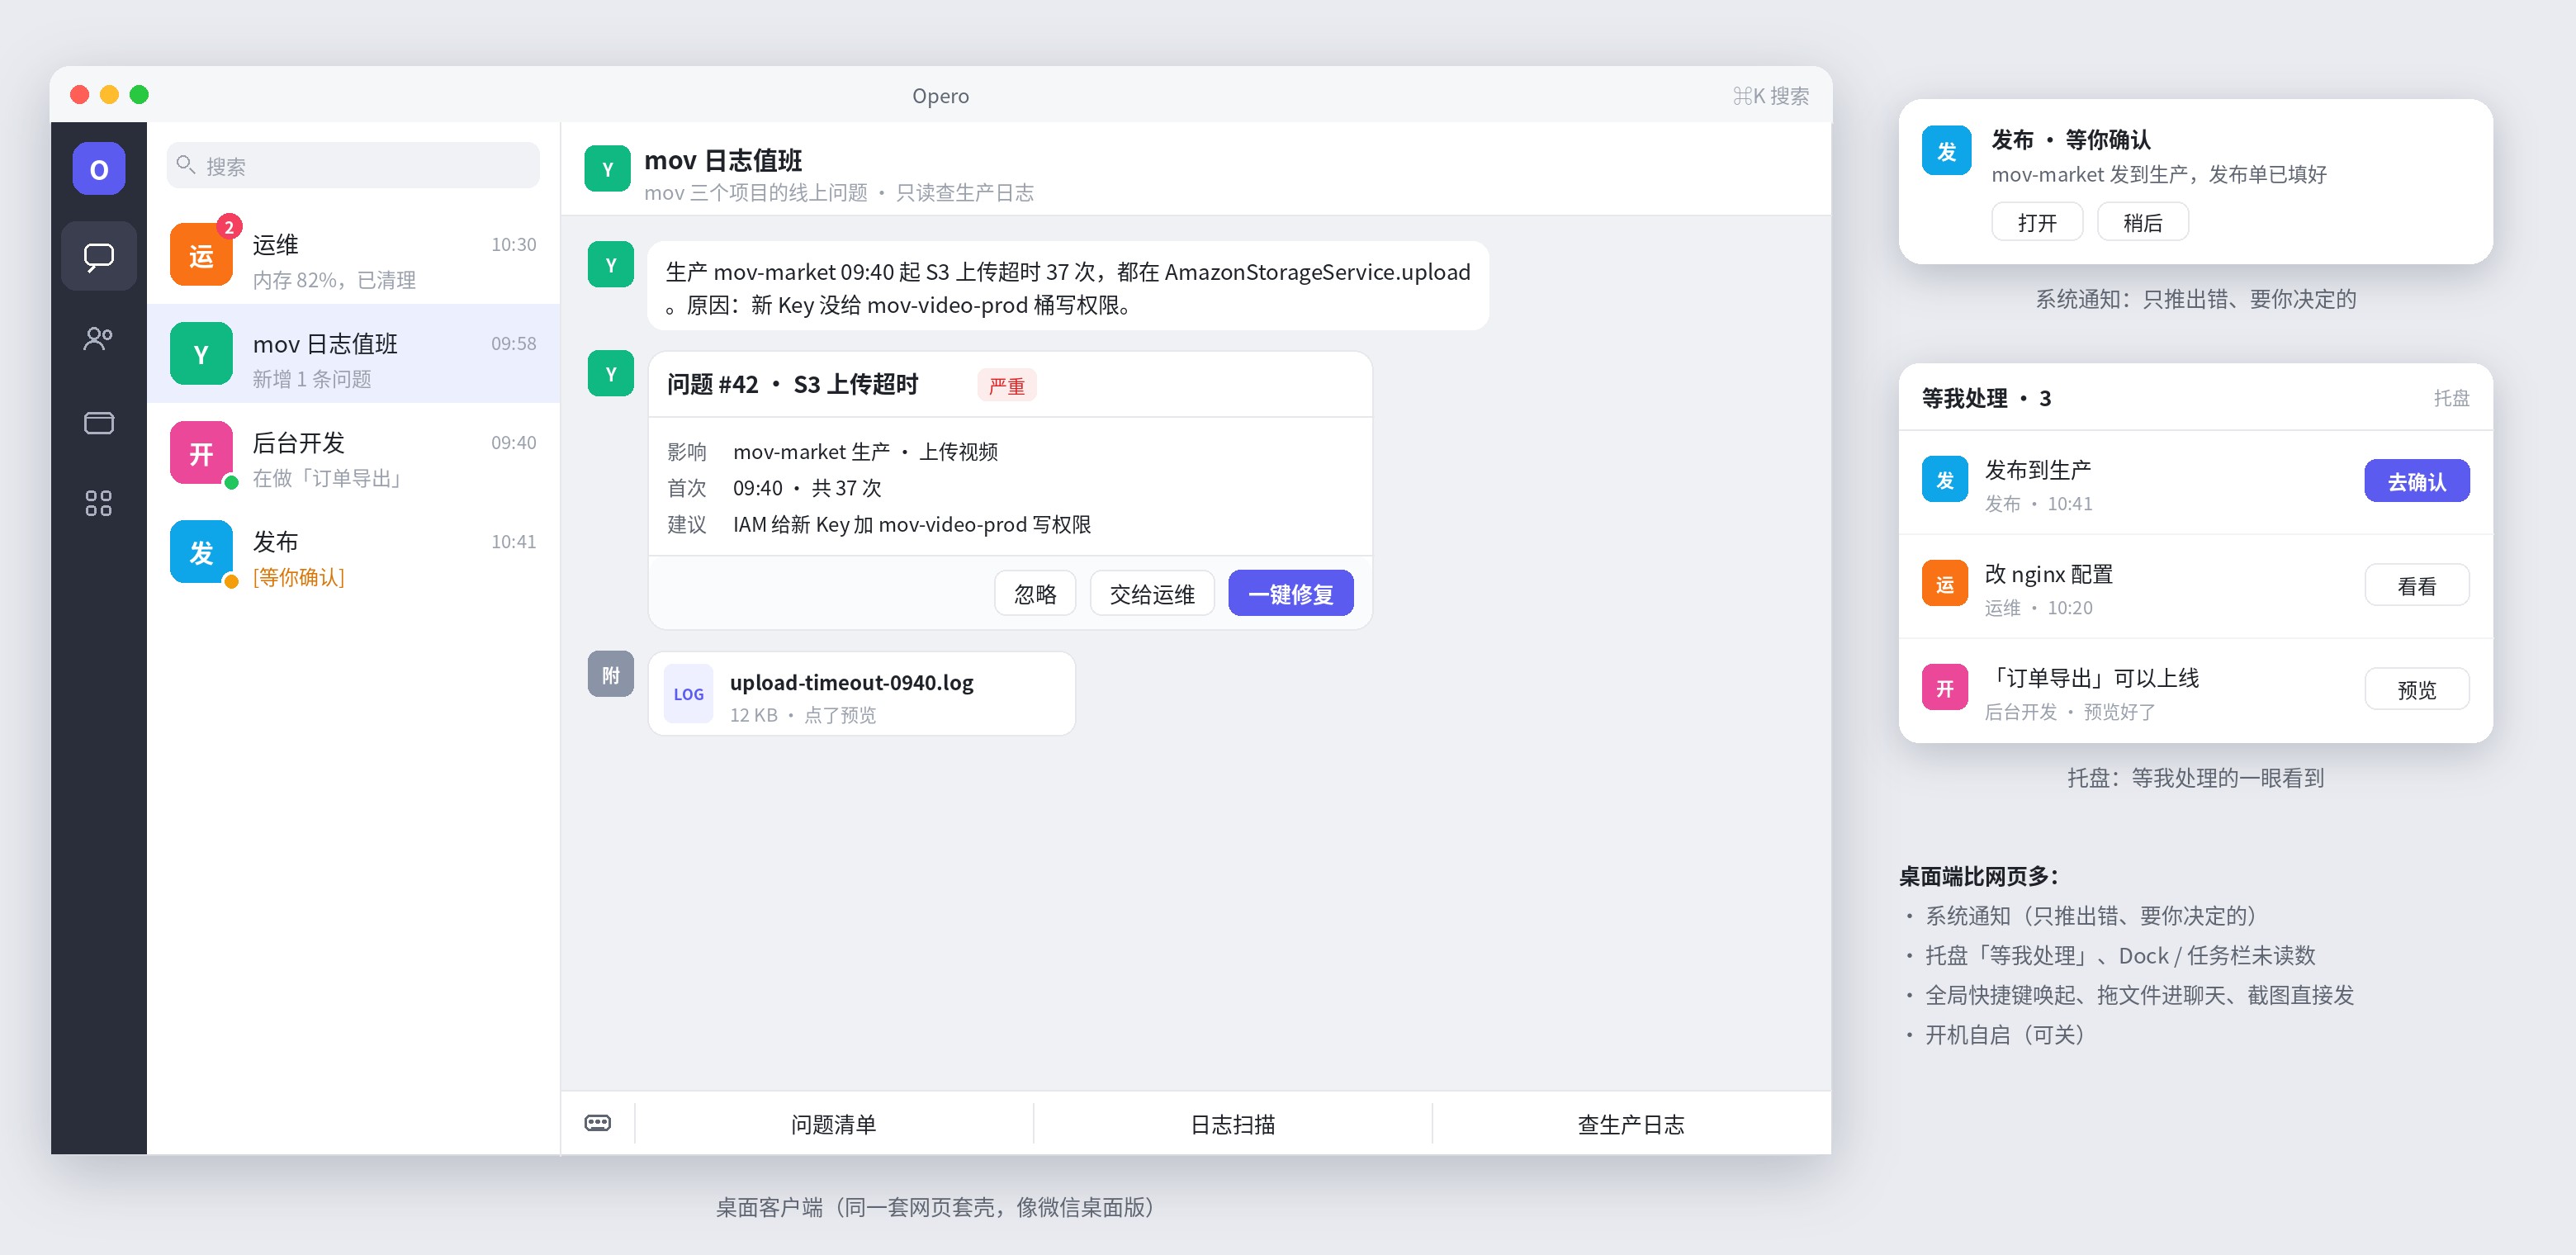 Opero
⌘K 搜索
O
搜索
运
2
运维
10:30
内存 82%，已清理
Y
mov 日志值班
09:58
新增 1 条问题
开
后台开发
09:40
在做「订单导出」
发
发布
10:41
[等你确认]
Y
mov 日志值班
mov 三个项目的线上问题 · 只读查生产日志
Y
生产 mov-market 09:40 起 S3 上传超时 37 次，都在 AmazonStorageService.upload
。原因：新 Key 没给 mov-video-prod 桶写权限。
Y
问题 #42 · S3 上传超时
严重
影响 mov-market 生产 · 上传视频
首次 09:40 · 共 37 次
建议 IAM 给新 Key 加 mov-video-prod 写权限
忽略
交给运维
一键修复
附
LOG
upload-timeout-0940.log
12 KB · 点了预览
问题清单
日志扫描
查生产日志
桌面客户端（同一套网页套壳，像微信桌面版）
发
发布 · 等你确认
mov-market 发到生产，发布单已填好
打开
稍后
系统通知：只推出错、要你决定的
等我处理 · 3
托盘
发
发布到生产
发布 · 10:41
去确认
运
改 nginx 配置
运维 · 10:20
看看
开
「订单导出」可以上线
后台开发 · 预览好了
预览
托盘：等我处理的一眼看到
桌面端比网页多：
· 系统通知（只推出错、要你决定的）
· 托盘「等我处理」、Dock / 任务栏未读数
· 全局快捷键唤起、拖文件进聊天、截图直接发
· 开机自启（可关）